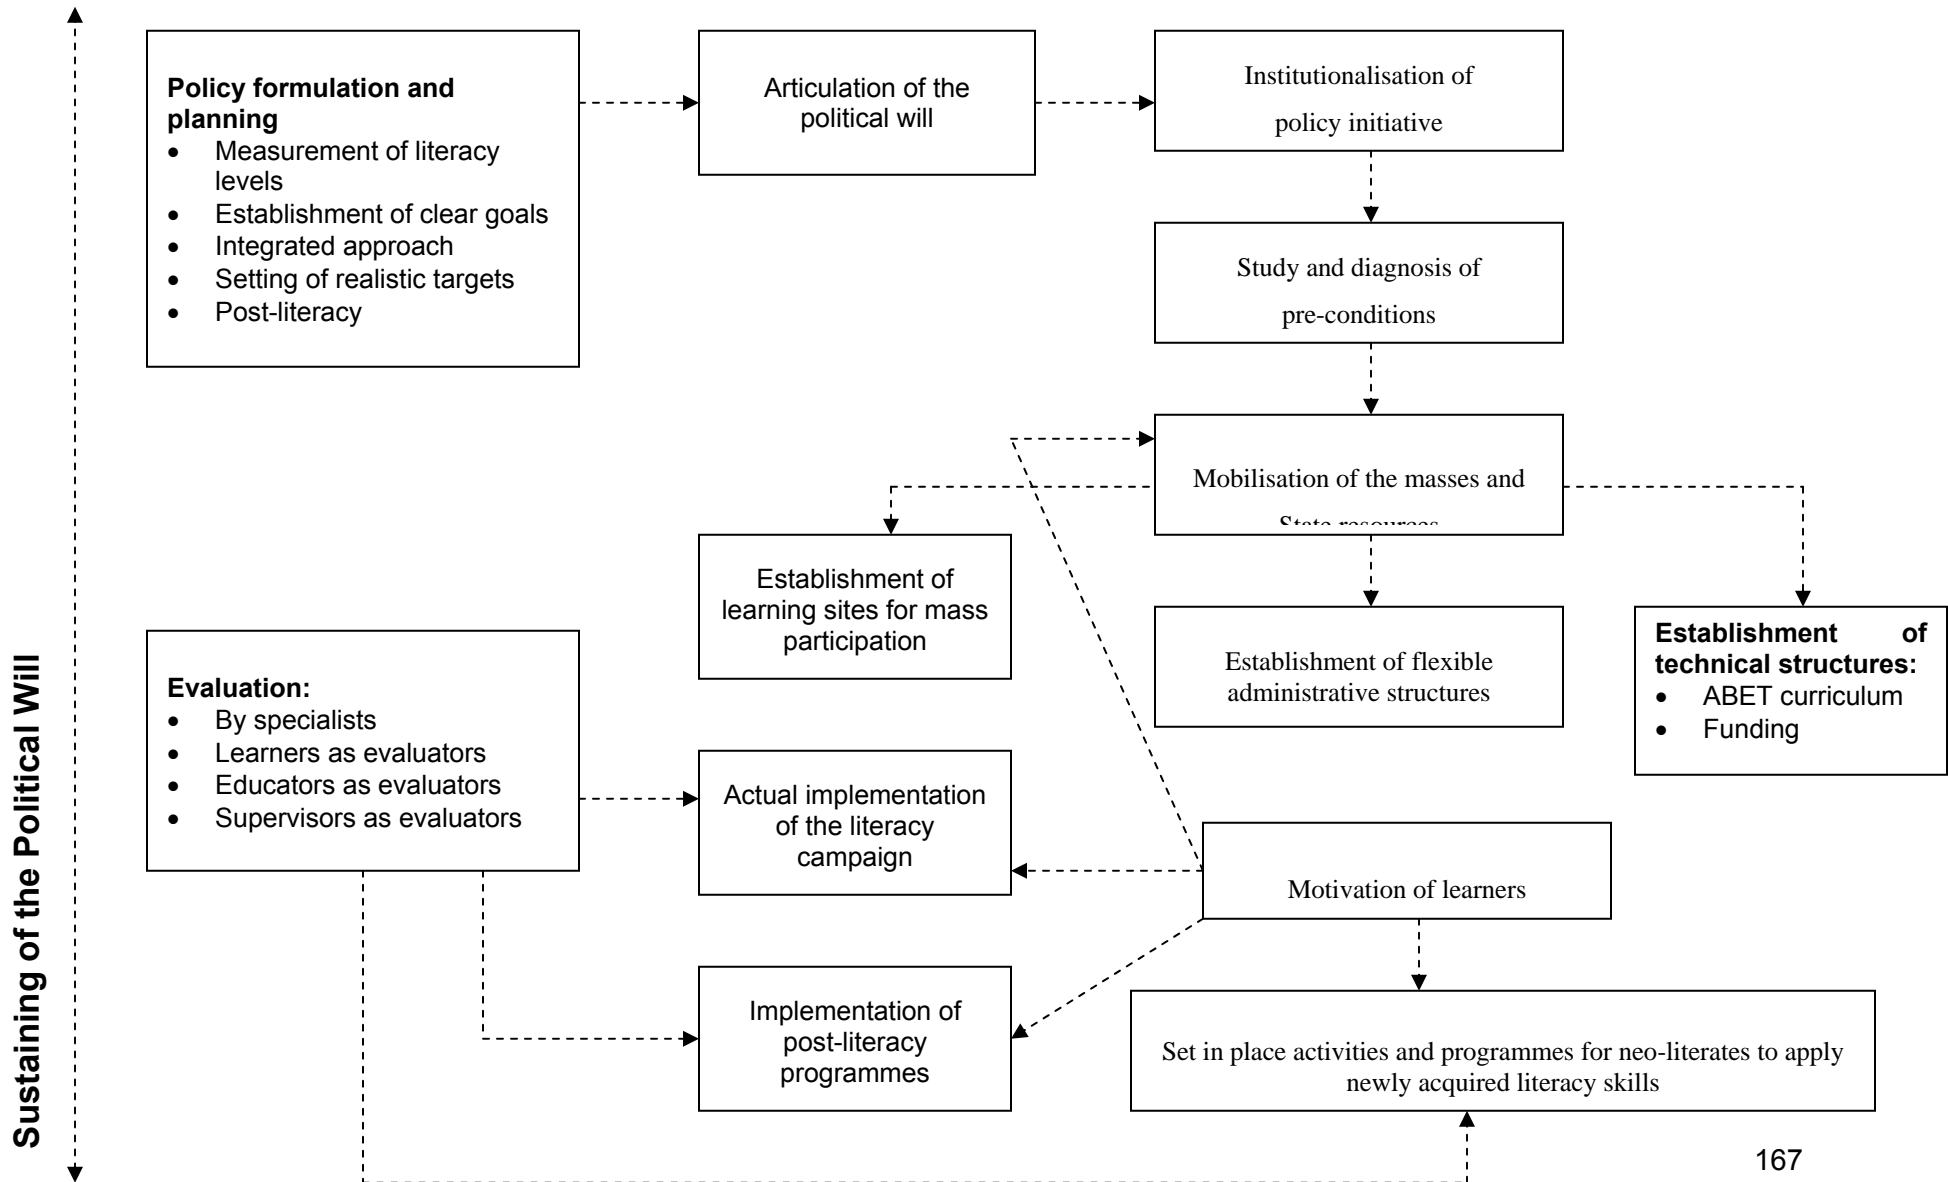 Policy formulation and
planning
• Measurement of literacy
levels
• Establishment of clear goals
• Integrated approach
• Setting of realistic targets
• Post-literacy
Articulation of the
political will
Institutionalisation of
policy initiative
Study and diagnosis of
pre-conditions
Mobilisation of the masses and
State resources
Establishment of
learning sites for mass
participation
Establishment of flexible
administrative structures
Establishment of
technical structures:
• ABET curriculum
• Funding
Evaluation:
• By specialists
• Learners as evaluators
• Educators as evaluators
• Supervisors as evaluators
Actual implementation
of the literacy
campaign
Motivation of learners
Implementation of
post-literacy
programmes
Set in place activities and programmes for neo-literates to apply
newly acquired literacy skills
Sustaining of the Political Will
167